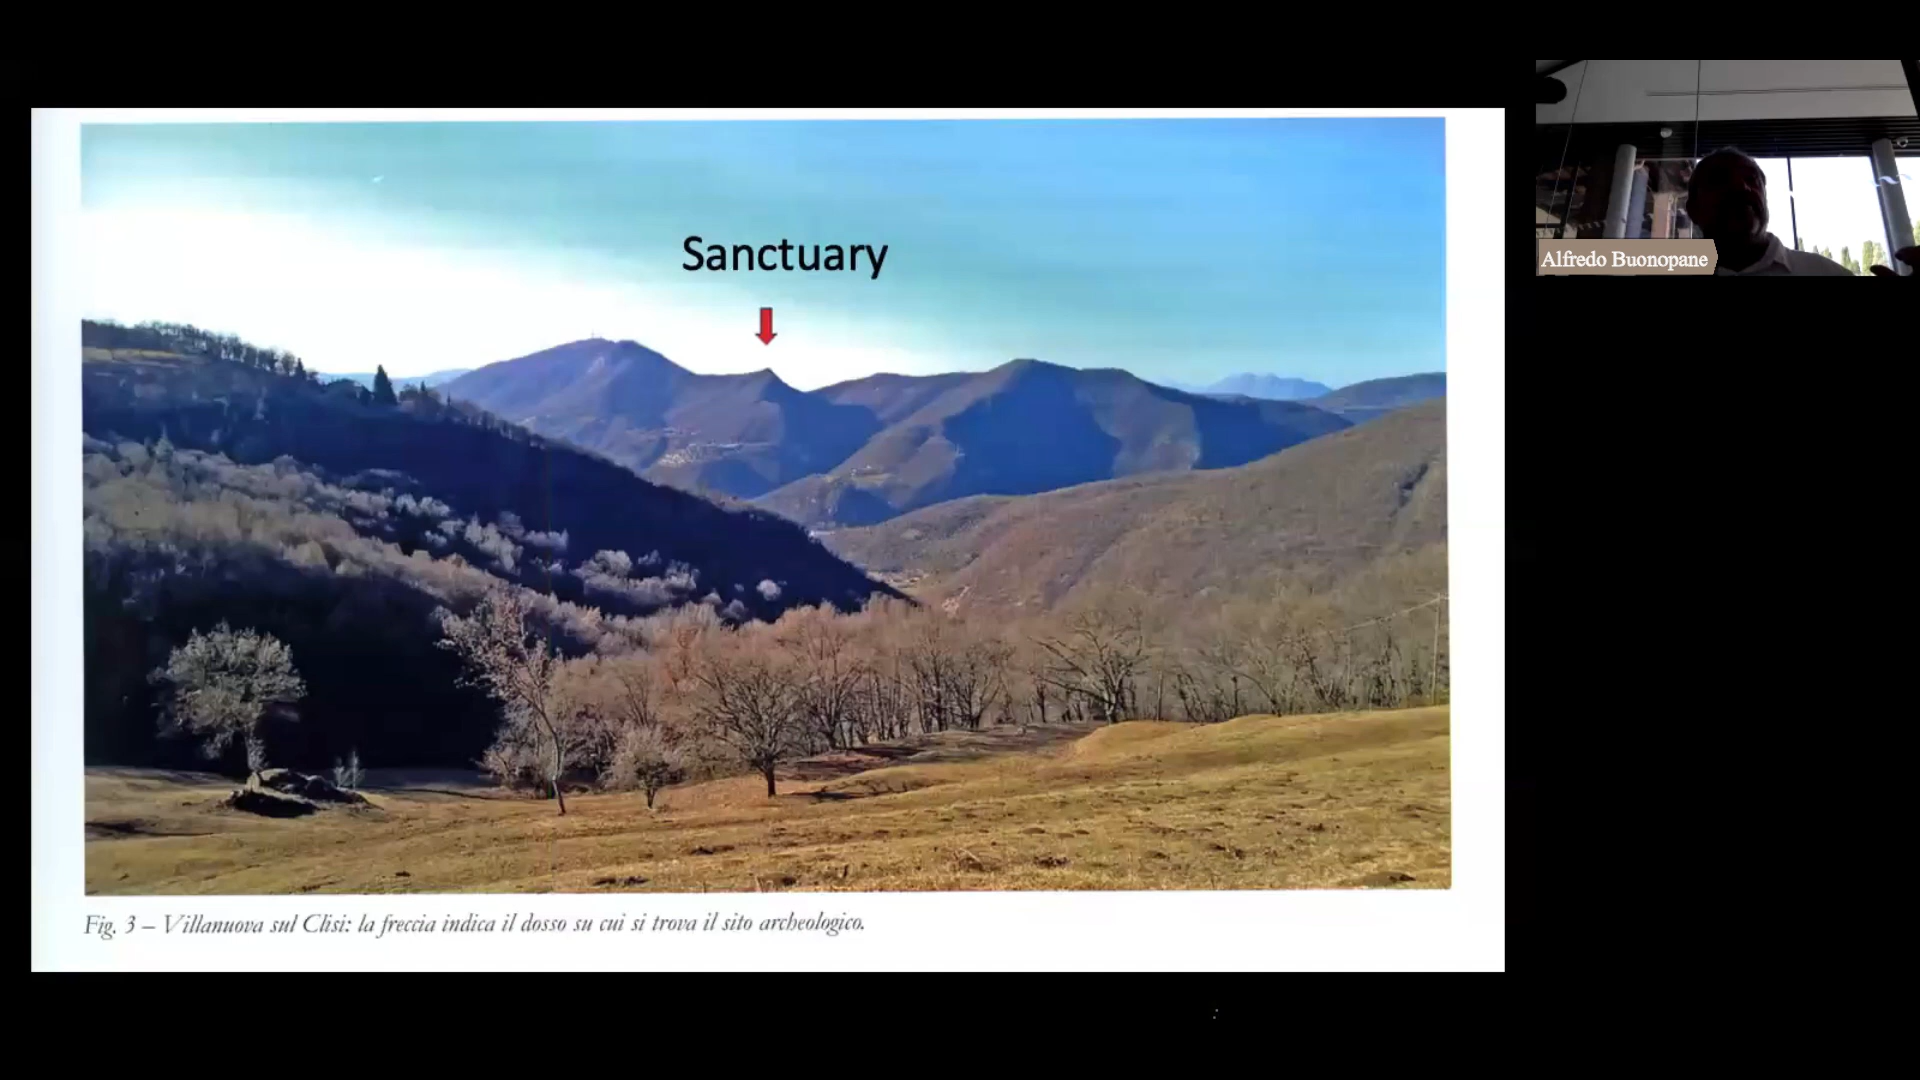 Sanctuary
Alfredo Buonopane
Fig. 3 – Villanuova sul Clisi: la freccia indica il dosso su cui si trova il sito archeologico.